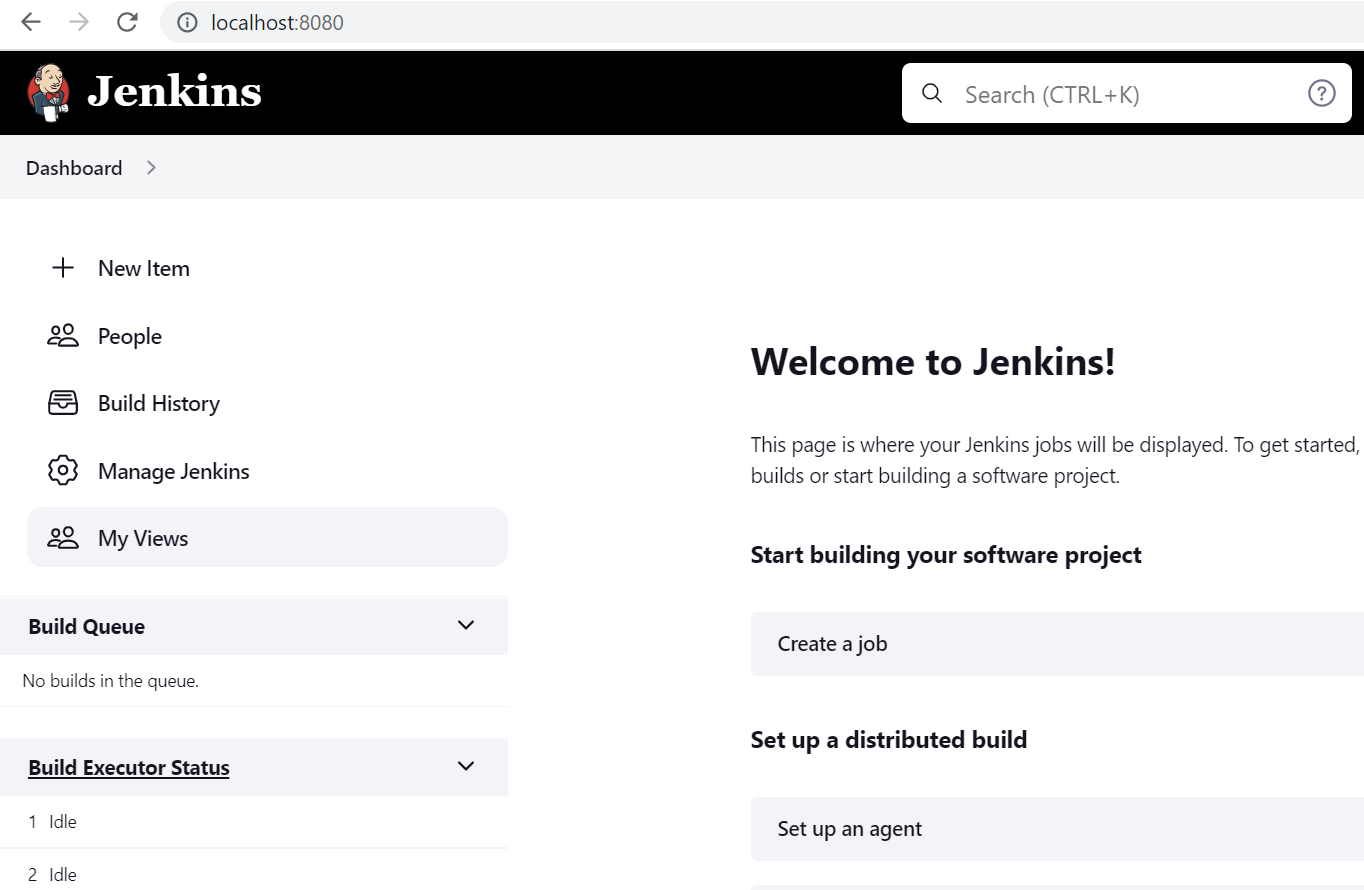 localhost:8080
Jenkins
Search (CTRL+K)
?
Dashboard
New Item
People
Build History
Manage Jenkins
My Views
Build Queue
No builds in the queue.
Build Executor Status
1 Idle
2 Idle
Welcome to Jenkins!
This page is where your Jenkins jobs will be displayed. To get started,
builds or start building a software project.
Start building your software project
Create a job
Set up a distributed build
Set up an agent